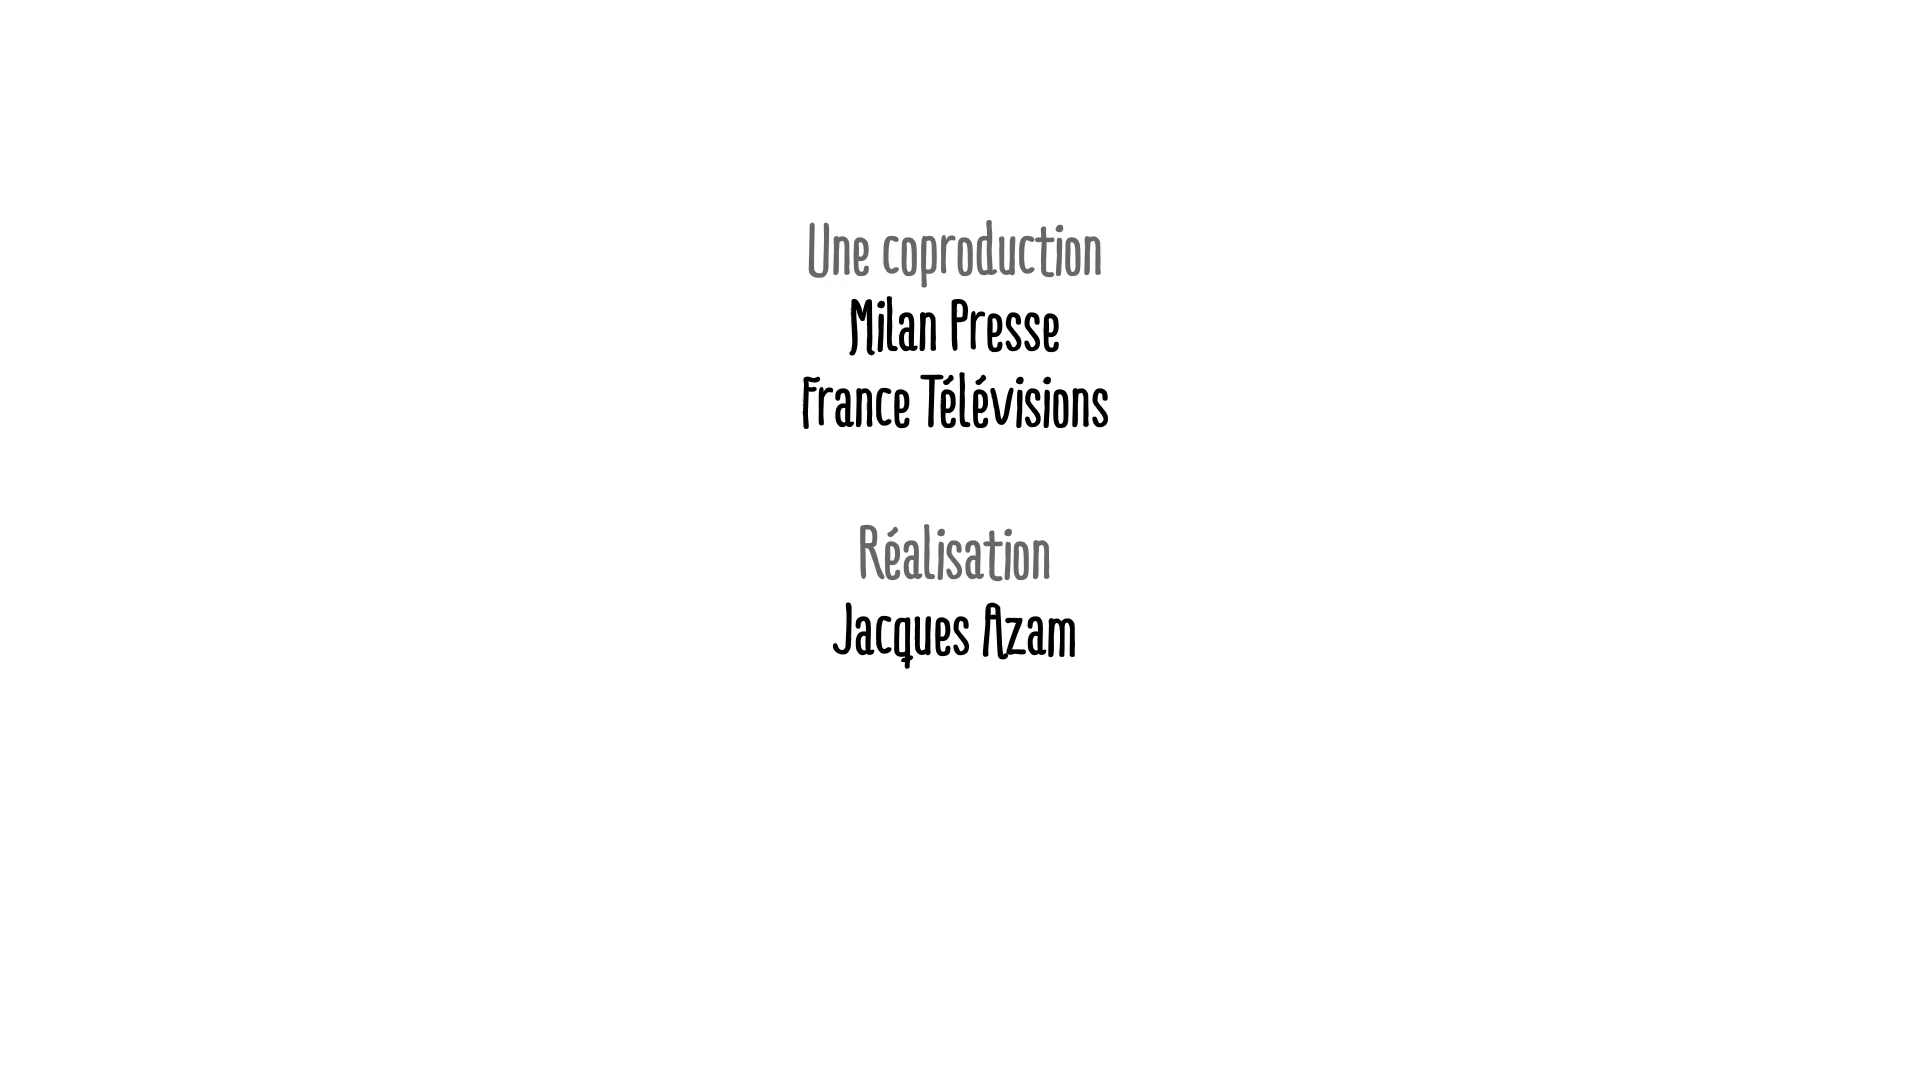 Une coproduction
Milan Presse
France Télévisions
Réalisation
Jacques Azam